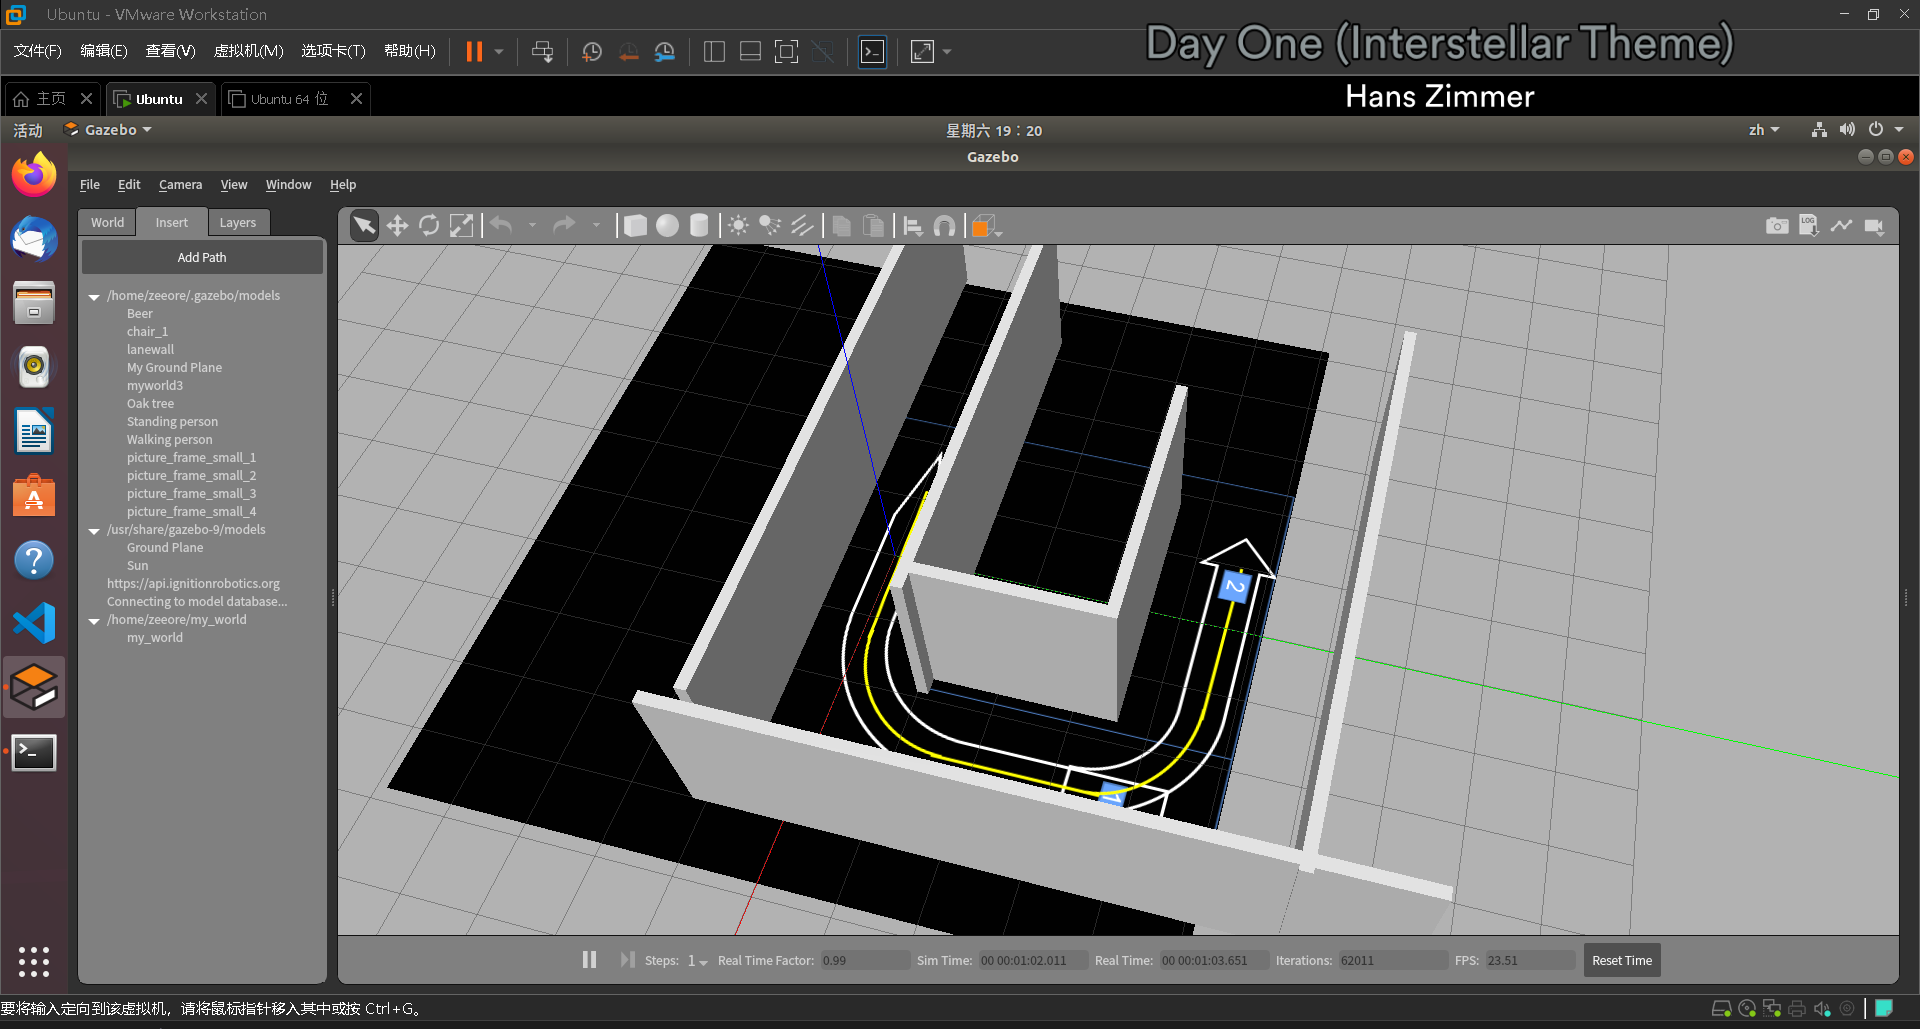 Ubuntu - VMware Workstation
文件(F) 编辑(E) 查看(V) 虚拟机(M) 选项卡(T) 帮助(H)
Day One (Interstellar Theme)
Hans Zimmer
主页 Ubuntu Ubuntu 64 位
活动 Gazebo 星期六 19：20 zh
Gazebo
File Edit Camera View Window Help
World Insert Layers
LOG
Add Path
/home/zeeore/.gazebo/models
Beer
chair_1
lanewall
My Ground Plane
myworld3
Oak tree
Standing person
Walking person
picture_frame_small_1
picture_frame_small_2
picture_frame_small_3
picture_frame_small_4
/usr/share/gazebo-9/models
Ground Plane
Sun
https://api.ignitionrobotics.org
Connecting to model database...
/home/zeeore/my_world
my_world
2
1
Steps: 1 Real Time Factor: 0.99 Sim Time: 00 00:01:02.011 Real Time: 00 00:01:03.651 Iterations: 62011 FPS: 23.51 Reset Time
要将输入定向到该虚拟机，请将鼠标指针移入其中或按 Ctrl+G。